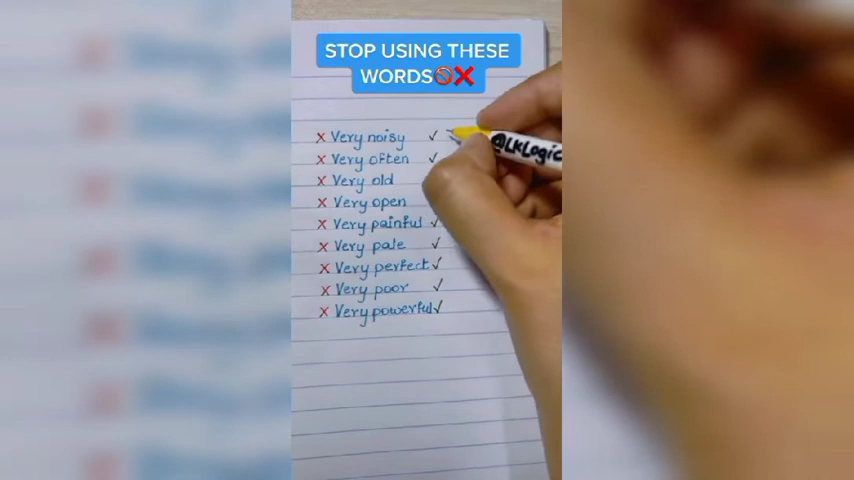 STOP USING THESE
WORDS🚫❌
x Very noisy ✓
x Very often ✓
x Very old
x Very open
x Very painful ✓
x Very pale ✓
x Very perfect ✓
x Very poor ✓
x Very powerful ✓
@LKLogic